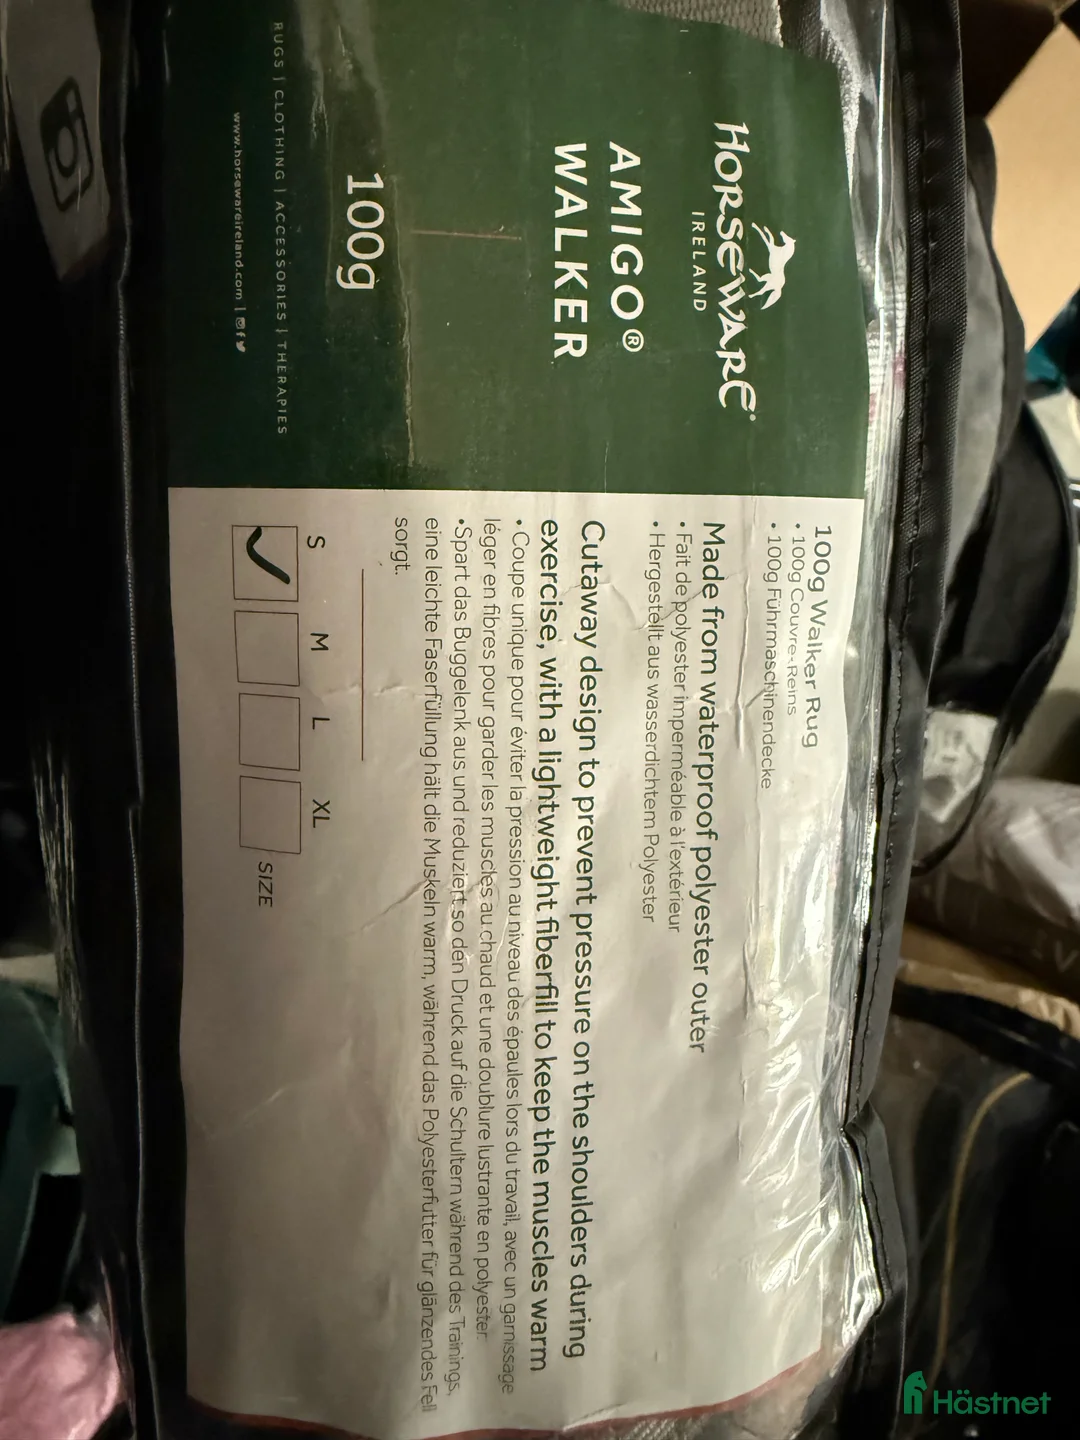 HORSEWARE®
IRELAND
AMIGO®
WALKER
100g
RUGS | CLOTHING | ACCESSORIES | THERAPIES
www.horsewareireland.com |
100g Walker Rug
• 100g Couvre-Reins
• 100g Führmaschinendecke
Made from waterproof polyester outer
• Fait de polyester imperméable à l'extérieur
• Hergestellt aus wasserdichtem Polyester
Cutaway design to prevent pressure on the shoulders during
exercise, with a lightweight fiberfill to keep the muscles warm
• Coupe unique pour éviter la pression au niveau des épaules lors du travail, avec un garnissage
léger en fibres pour garder les muscles au chaud et une doublure lustrante en polyester.
•Spart das Buggelenk aus und reduziert so den Druck auf die Schultern während des Trainings,
eine leichte Faserfüllung hält die Muskeln warm, während das Polyesterfutter für glänzendes Fell
sorgt.
S M L XL
SIZE
Hästnet